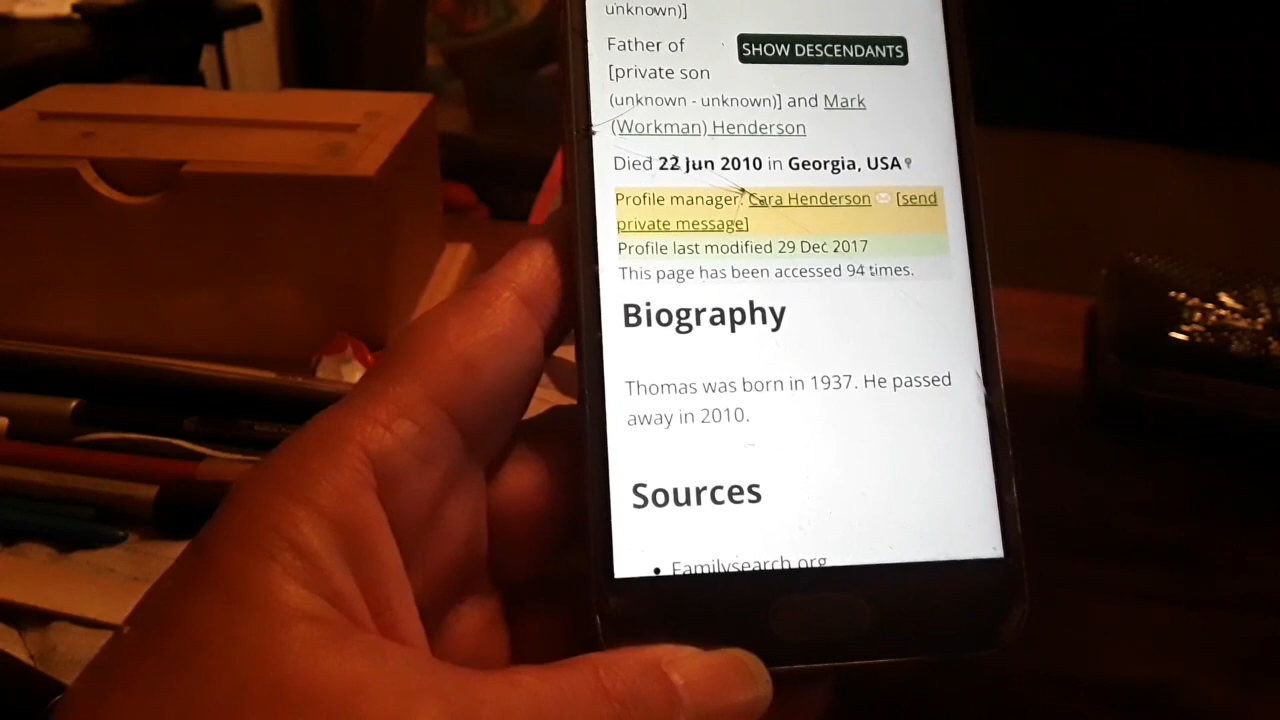 unknown)]
Father of
SHOW DESCENDANTS
[private son
(unknown - unknown)] and Mark
(Workman) Henderson
Died 22 Jun 2010 in Georgia, USA
Profile manager: Cara Henderson [send
private message]
Profile last modified 29 Dec 2017
This page has been accessed 94 times.
Biography
Thomas was born in 1937. He passed
away in 2010.
Sources
• Familysearch.org